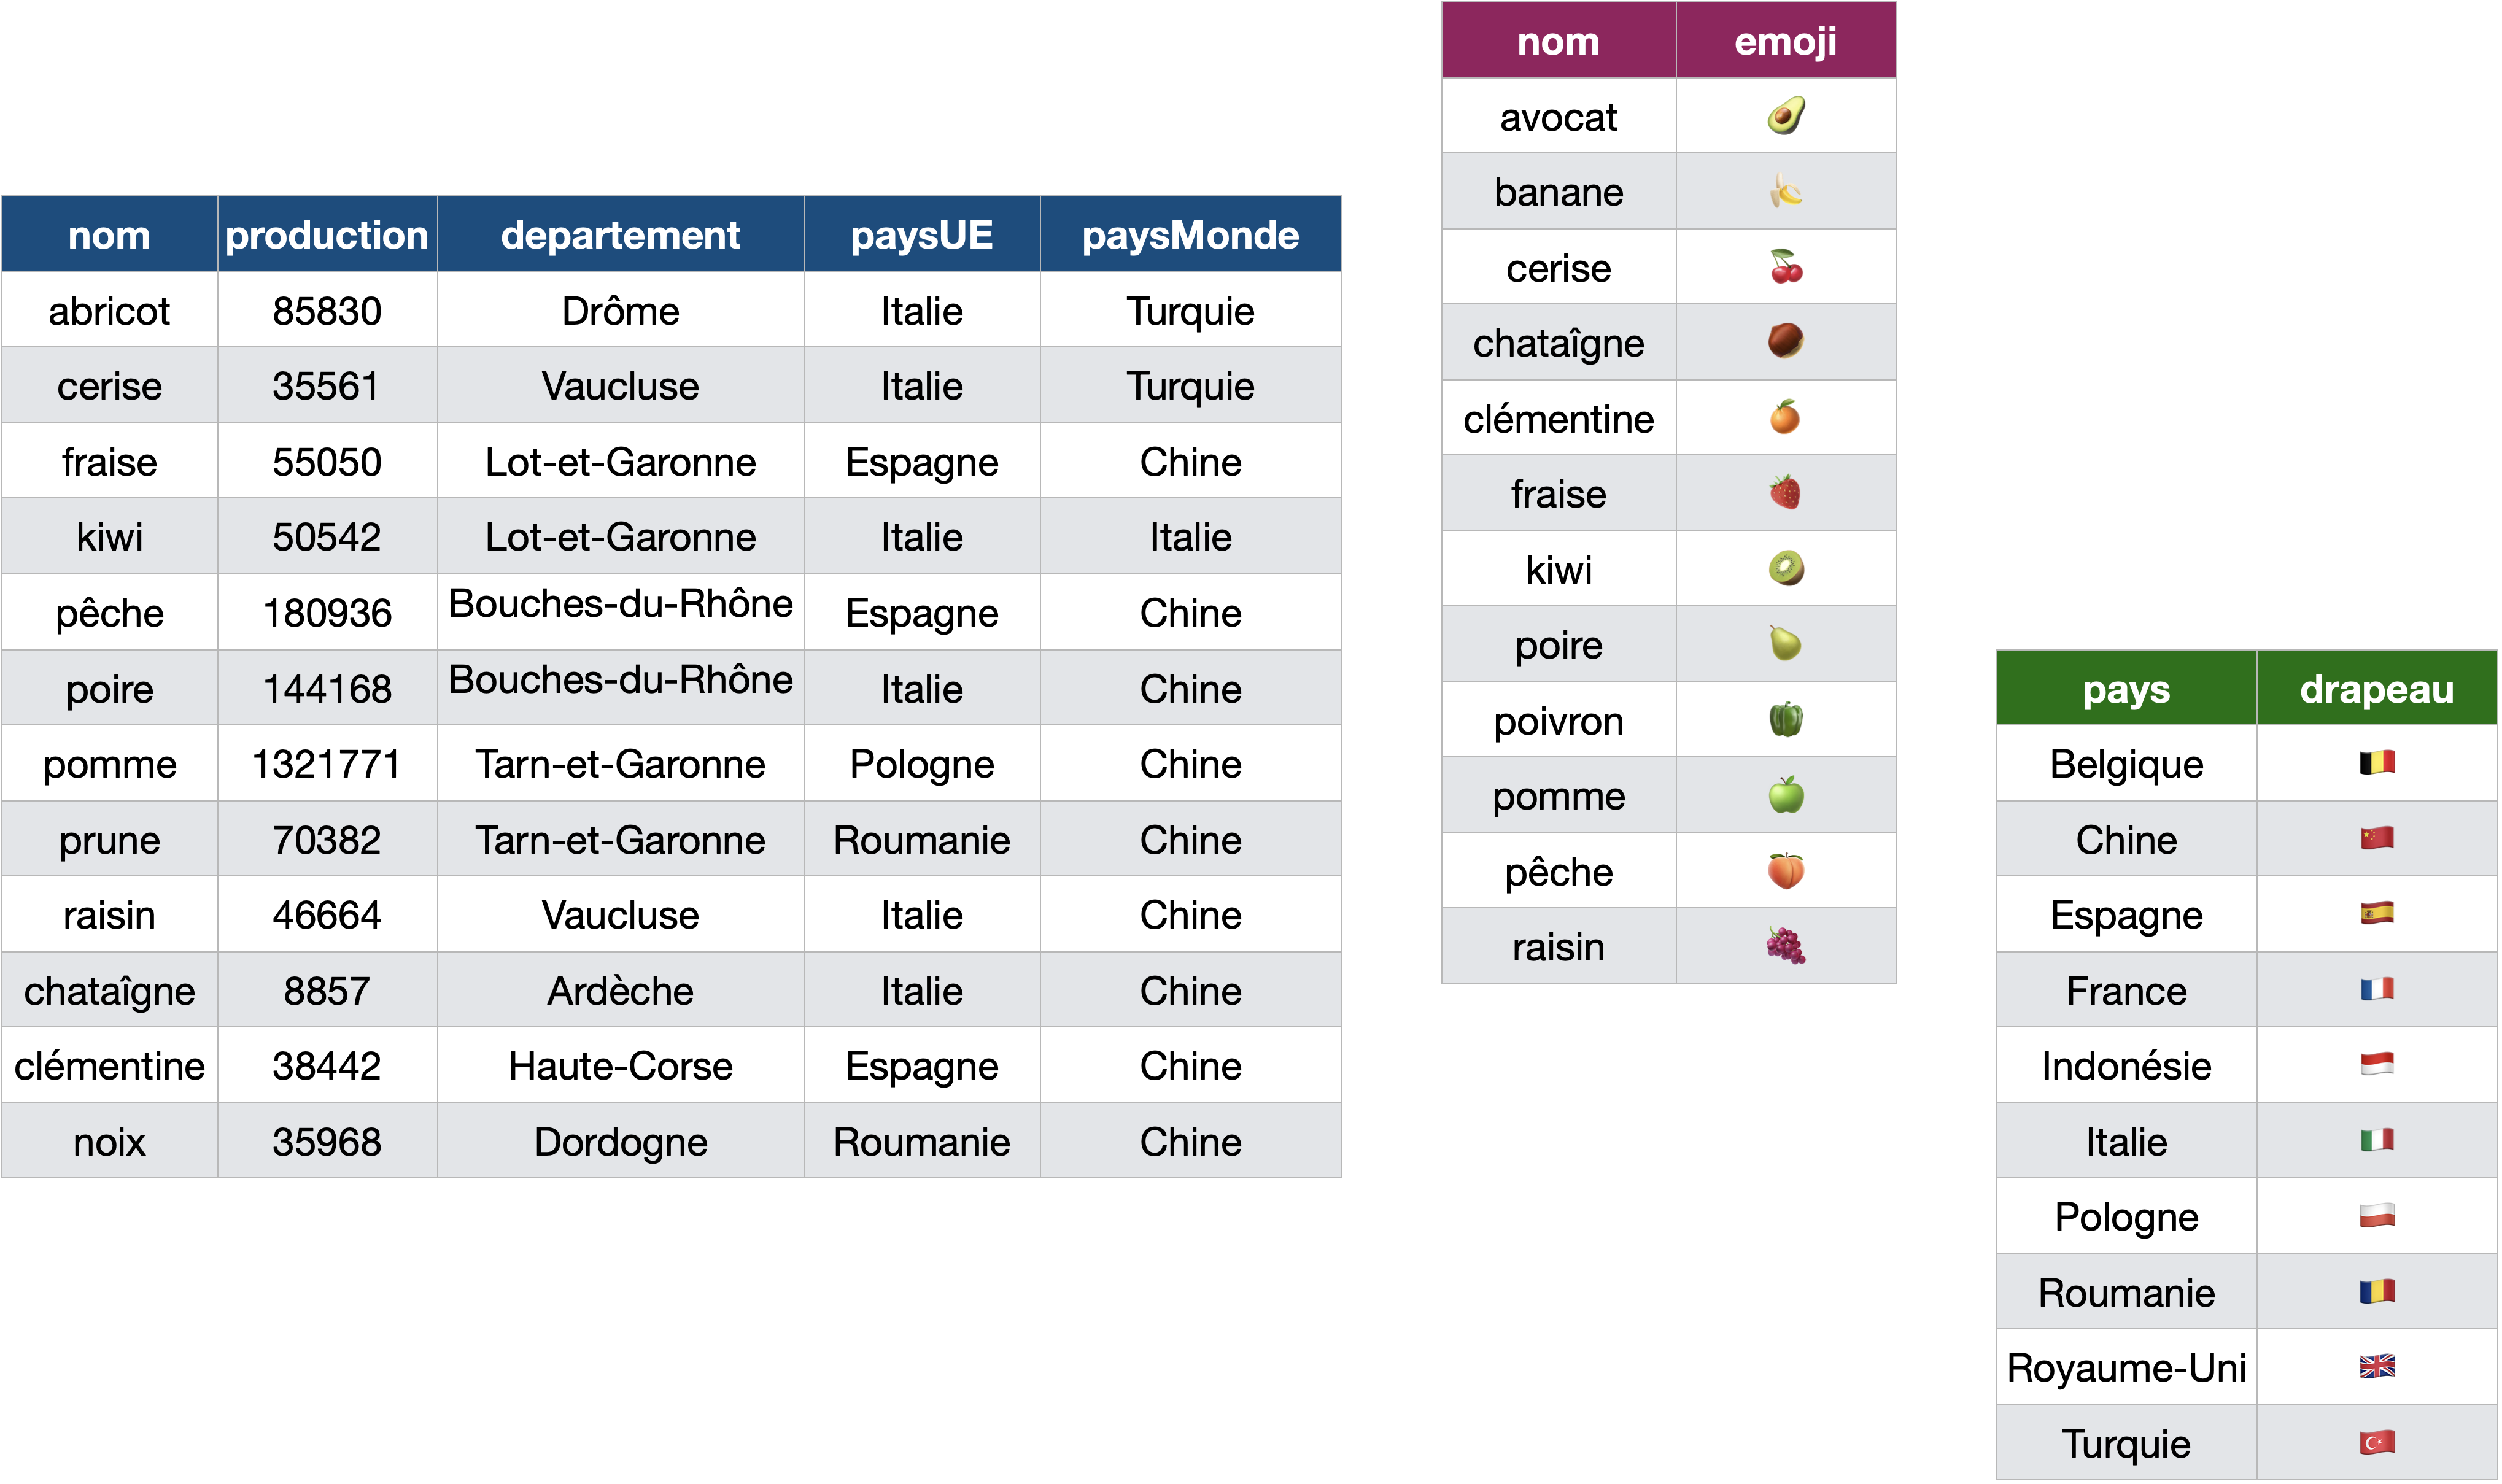 nom production departement paysUE paysMonde
abricot 85830 Drôme Italie Turquie
cerise 35561 Vaucluse Italie Turquie
fraise 55050 Lot-et-Garonne Espagne Chine
kiwi 50542 Lot-et-Garonne Italie Italie
pêche 180936 Bouches-du-Rhône Espagne Chine
poire 144168 Bouches-du-Rhône Italie Chine
pomme 1321771 Tarn-et-Garonne Pologne Chine
prune 70382 Tarn-et-Garonne Roumanie Chine
raisin 46664 Vaucluse Italie Chine
chataîgne 8857 Ardèche Italie Chine
clémentine 38442 Haute-Corse Espagne Chine
noix 35968 Dordogne Roumanie Chine
nom emoji
avocat 🥑
banane 🍌
cerise 🍒
chataîgne 🌰
clémentine 🍊
fraise 🍓
kiwi 🥝
poire 🍐
poivron 🫑
pomme 🍏
pêche 🍑
raisin 🍇
pays drapeau
Belgique 🇧🇪
Chine 🇨🇳
Espagne 🇪🇸
France 🇫🇷
Indonésie 🇮🇩
Italie 🇮🇹
Pologne 🇵🇱
Roumanie 🇷🇴
Royaume-Uni 🇬🇧
Turquie 🇹🇷